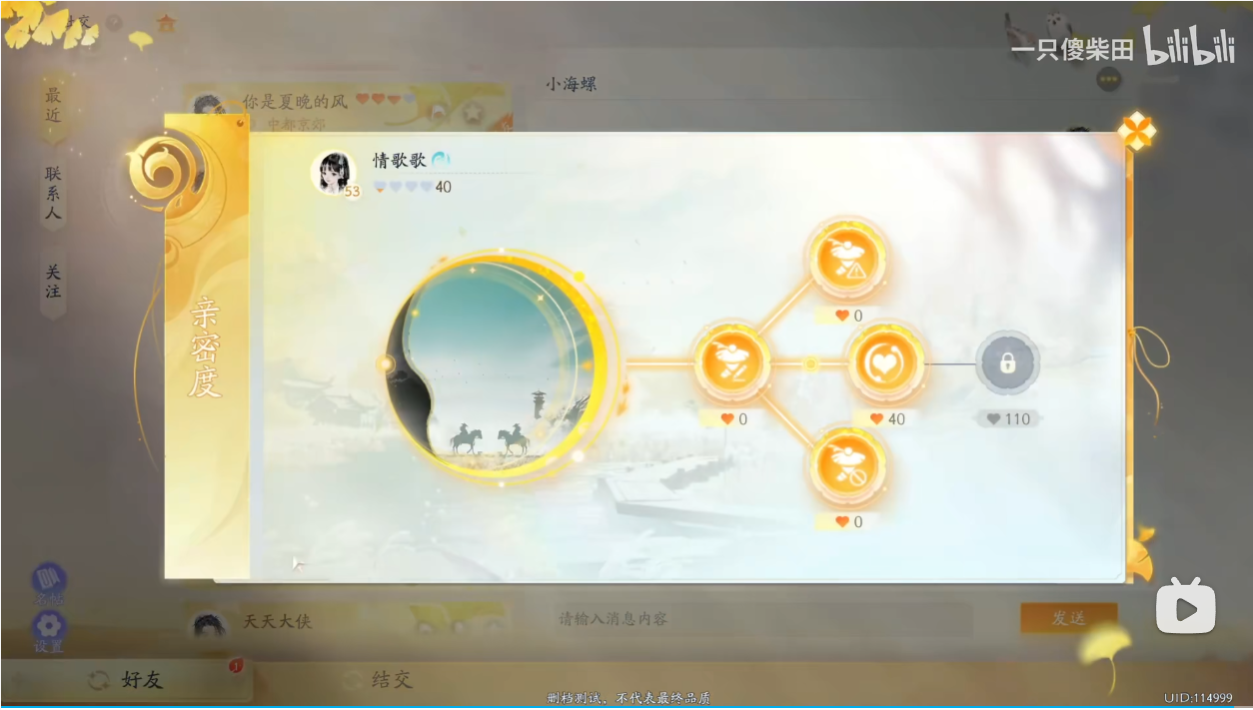 一只傻柴田 bilibili
最近
你是夏晚的风
小海螺
中都京郊
联系人
情歌歌
53
40
关注
亲密度
0
0
40
110
0
天天大侠
请输入消息内容
发送
设置
好友
1
结交
删档测试，不代表最终品质
UID:114999